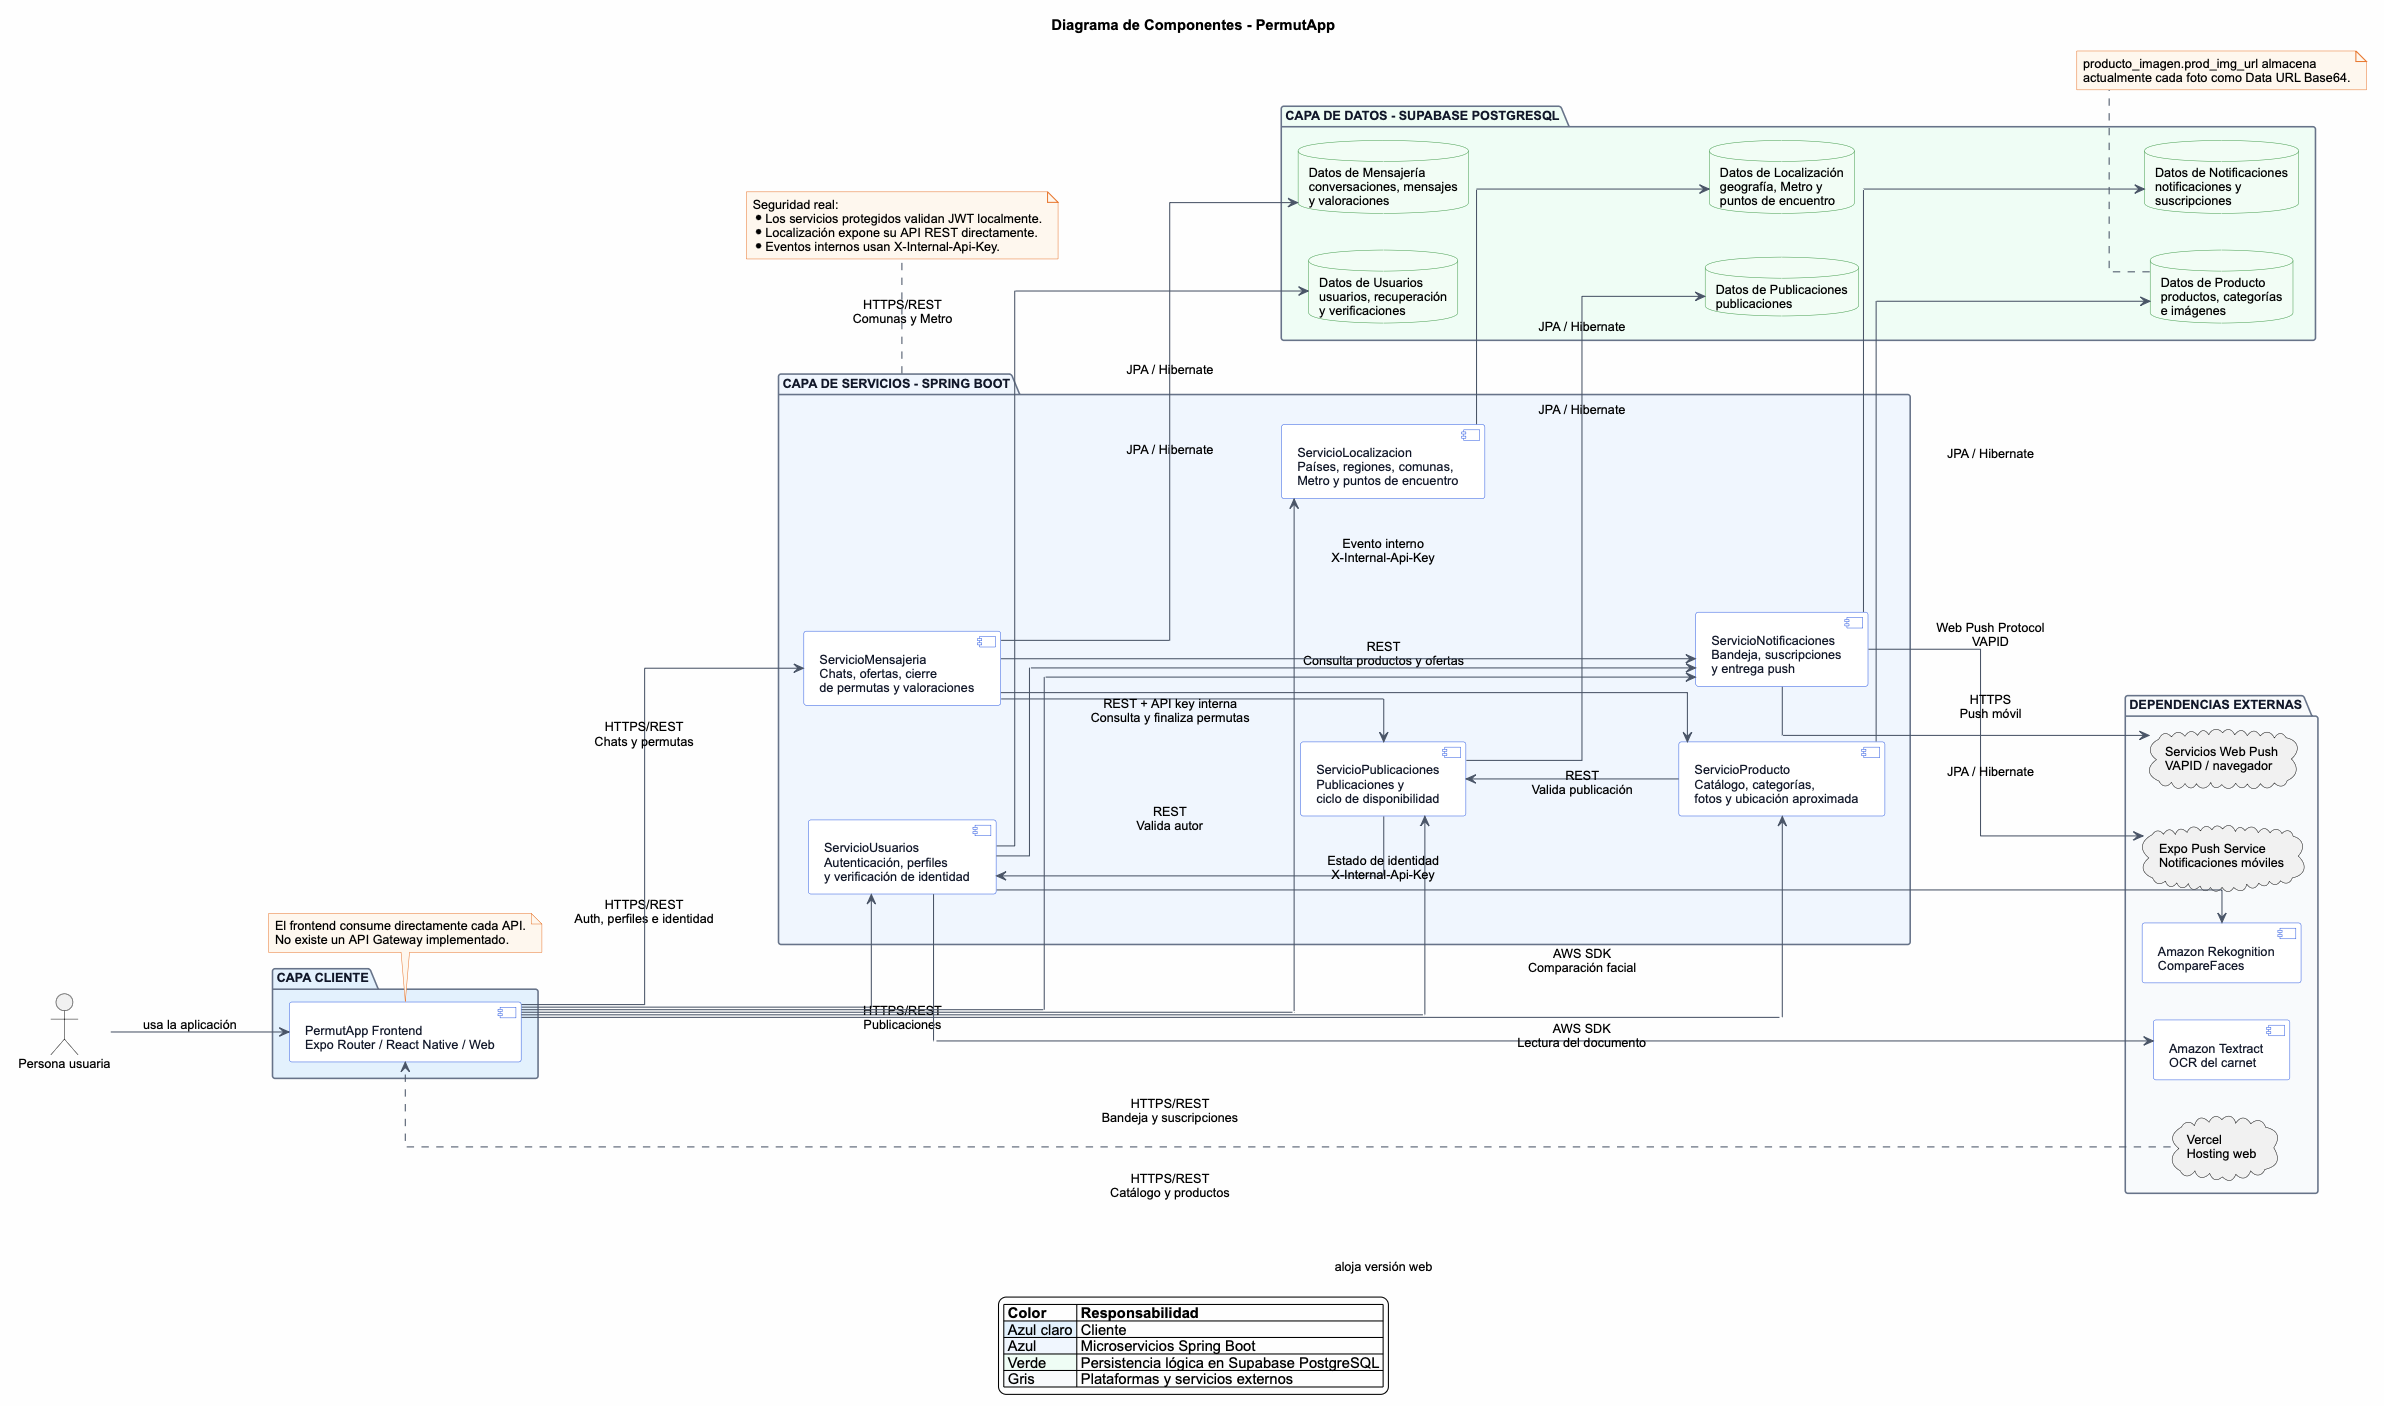 Diagrama de Componentes - PermutApp
producto_imagen.prod_img_url almacena
actualmente cada foto como Data URL Base64.
CAPA DE DATOS - SUPABASE POSTGRESQL
Datos de Mensajería
conversaciones, mensajes
y valoraciones
Datos de Localización
geografía, Metro y
puntos de encuentro
Datos de Notificaciones
notificaciones y
suscripciones
Datos de Usuarios
usuarios, recuperación
y verificaciones
Datos de Publicaciones
publicaciones
Datos de Producto
productos, categorías
e imágenes
Seguridad real:
• Los servicios protegidos validan JWT localmente.
• Localización expone su API REST directamente.
• Eventos internos usan X-Internal-Api-Key.
HTTPS/REST
Comunas y Metro
JPA / Hibernate
JPA / Hibernate
CAPA DE SERVICIOS - SPRING BOOT
JPA / Hibernate
JPA / Hibernate
JPA / Hibernate
ServicioLocalizacion
Países, regiones, comunas,
Metro y puntos de encuentro
Evento interno
X-Internal-Api-Key
ServicioMensajeria
Chats, ofertas, cierre
de permutas y valoraciones
REST
Consulta productos y ofertas
ServicioNotificaciones
Bandeja, suscripciones
y entrega push
Web Push Protocol
VAPID
HTTPS
Push móvil
REST + API key interna
Consulta y finaliza permutas
HTTPS/REST
Chats y permutas
ServicioPublicaciones
Publicaciones y
ciclo de disponibilidad
REST
Valida publicación
ServicioProducto
Catálogo, categorías,
fotos y ubicación aproximada
JPA / Hibernate
DEPENDENCIAS EXTERNAS
Servicios Web Push
VAPID / navegador
REST
Valida autor
ServicioUsuarios
Autenticación, perfiles
y verificación de identidad
Estado de identidad
X-Internal-Api-Key
Expo Push Service
Notificaciones móviles
HTTPS/REST
Auth, perfiles e identidad
El frontend consume directamente cada API.
No existe un API Gateway implementado.
AWS SDK
Comparación facial
Amazon Rekognition
CompareFaces
CAPA CLIENTE
Persona usuaria
usa la aplicación
PermutApp Frontend
Expo Router / React Native / Web
HTTPS/REST
Publicaciones
AWS SDK
Lectura del documento
Amazon Textract
OCR del carnet
HTTPS/REST
Bandeja y suscripciones
Vercel
Hosting web
HTTPS/REST
Catálogo y productos
aloja versión web
Color Responsabilidad
Azul claro Cliente
Azul Microservicios Spring Boot
Verde Persistencia lógica en Supabase PostgreSQL
Gris Plataformas y servicios externos